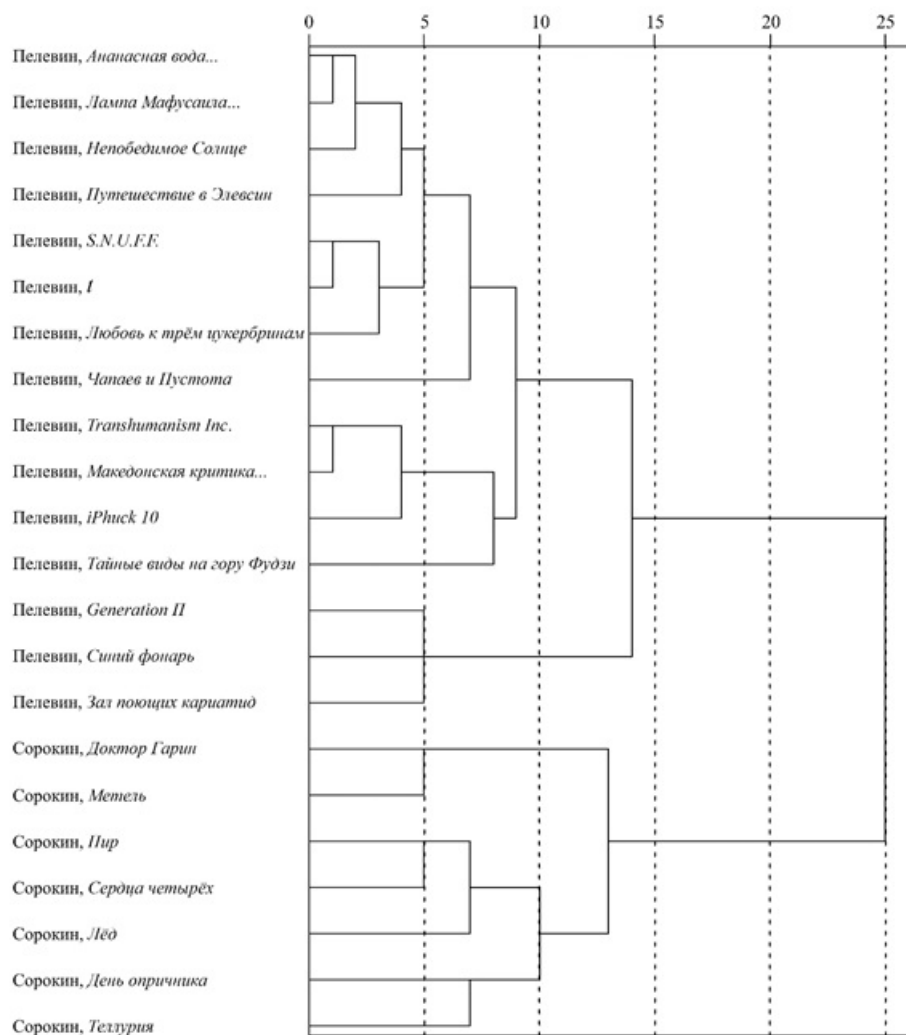 0 5 10 15 20 25
Пелевин, Ананасная вода...
Пелевин, Лампа Мафусаила...
Пелевин, Непобедимое Солнце
Пелевин, Путешествие в Элевсин
Пелевин, S.N.U.F.F.
Пелевин, t
Пелевин, Любовь к трём цукербринам
Пелевин, Чапаев и Пустота
Пелевин, Transhumanism Inc.
Пелевин, Македонская критика...
Пелевин, iPhuck 10
Пелевин, Тайные виды на гору Фудзи
Пелевин, Generation П
Пелевин, Синий фонарь
Пелевин, Зал поющих кариатид
Сорокин, Доктор Гарин
Сорокин, Метель
Сорокин, Пир
Сорокин, Сердца четырёх
Сорокин, Лёд
Сорокин, День опричника
Сорокин, Теллурия